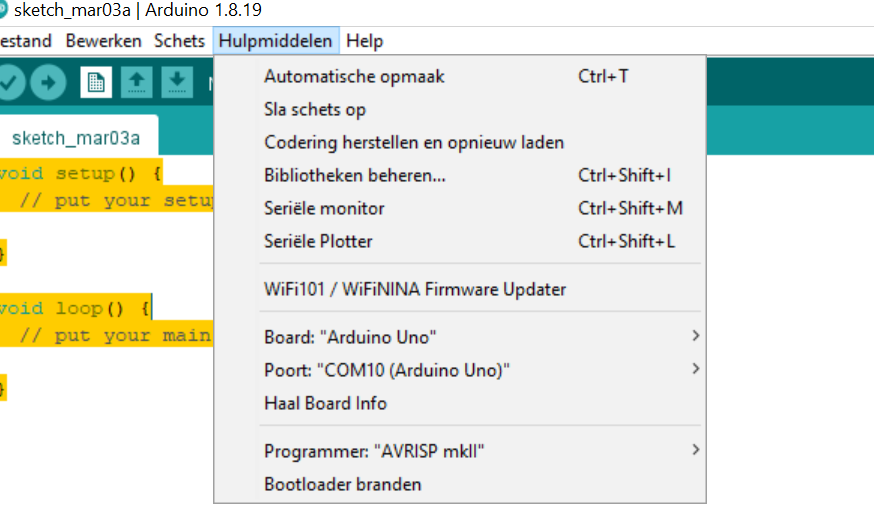 sketch_mar03a | Arduino 1.8.19
estand Bewerken Schets Hulpmiddelen Help
Automatische opmaak Ctrl+T
Sla schets op
Codering herstellen en opnieuw laden
Bibliotheken beheren... Ctrl+Shift+I
Seriële monitor Ctrl+Shift+M
Seriële Plotter Ctrl+Shift+L
WiFi101 / WiFiNINA Firmware Updater
Board: "Arduino Uno"
Poort: "COM10 (Arduino Uno)"
Haal Board Info
Programmer: "AVRISP mkII"
Bootloader branden
sketch_mar03a
void setup() {
// put your setup
}
void loop() {
// put your main
}